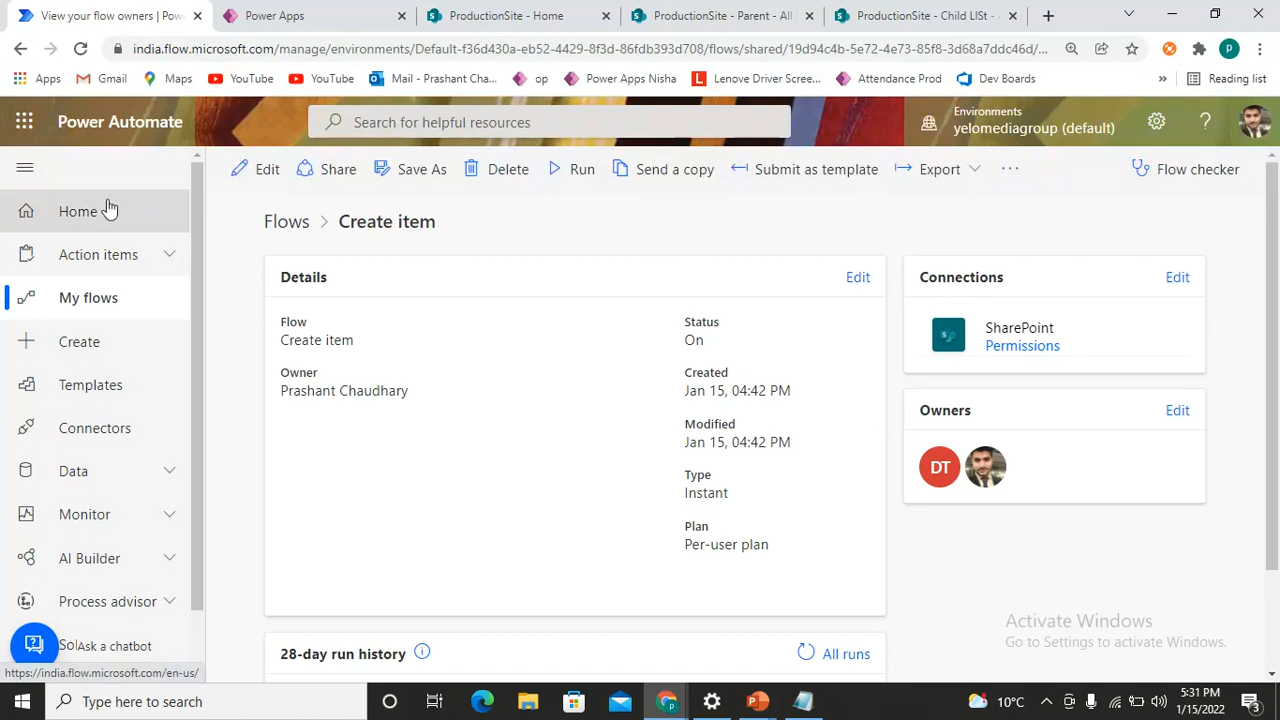 View your flow owners | Pow
Power Apps
ProductionSite - Home
ProductionSite - Parent - All
ProductionSite - Child LISt -
india.flow.microsoft.com/manage/environments/Default-f36d430a-eb52-4429-8f3d-86fdb393d708/flows/shared/19d94c4b-5e72-4e73-85f8-3d68a7ddc46d/...
P
Apps
Gmail
Maps
YouTube
YouTube
Mail - Prashant Cha...
op
Power Apps Nisha
Lenove Driver Scree...
Attendance Prod
Dev Boards
»
Reading list
Power Automate
Search for helpful resources
Environments
yelomediagroup (default)
Edit
Share
Save As
Delete
Run
Send a copy
Submit as template
Export
Flow checker
Home
Action items
My flows
Create
Templates
Connectors
Data
Monitor
AI Builder
Process advisor
Sol
Ask a chatbot
https://india.flow.microsoft.com/en-us/
Flows > Create item
Details
Edit
Flow
Create item
Owner
Prashant Chaudhary
Status
On
Created
Jan 15, 04:42 PM
Modified
Jan 15, 04:42 PM
Type
Instant
Plan
Per-user plan
Connections
Edit
SharePoint
Permissions
Owners
Edit
DT
28-day run history
All runs
Activate Windows
Go to Settings to activate Windows.
Type here to search
10°C
5:31 PM
1/15/2022
3